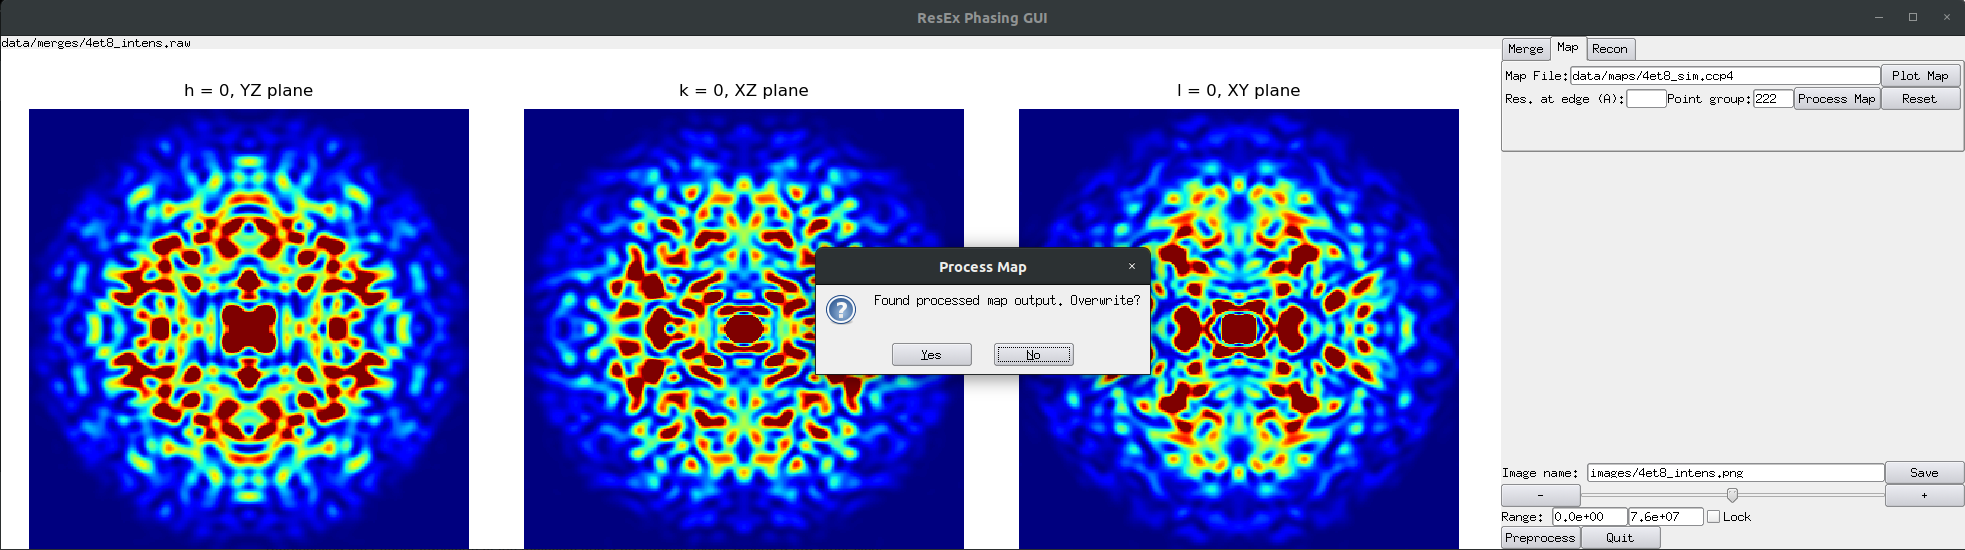 ResEx Phasing GUI
data/merges/4et8_intens.raw
h = 0, YZ plane
k = 0, XZ plane
l = 0, XY plane
Process Map
Found processed map output. Overwrite?
Yes No
Merge Map Recon
Map File: data/maps/4et8_sim.ccp4 Plot Map
Res. at edge (A): Point group: 222 Process Map Reset
Image name: images/4et8_intens.png Save
- +
Range: 0.0e+00 7.6e+07 Lock
Preprocess Quit